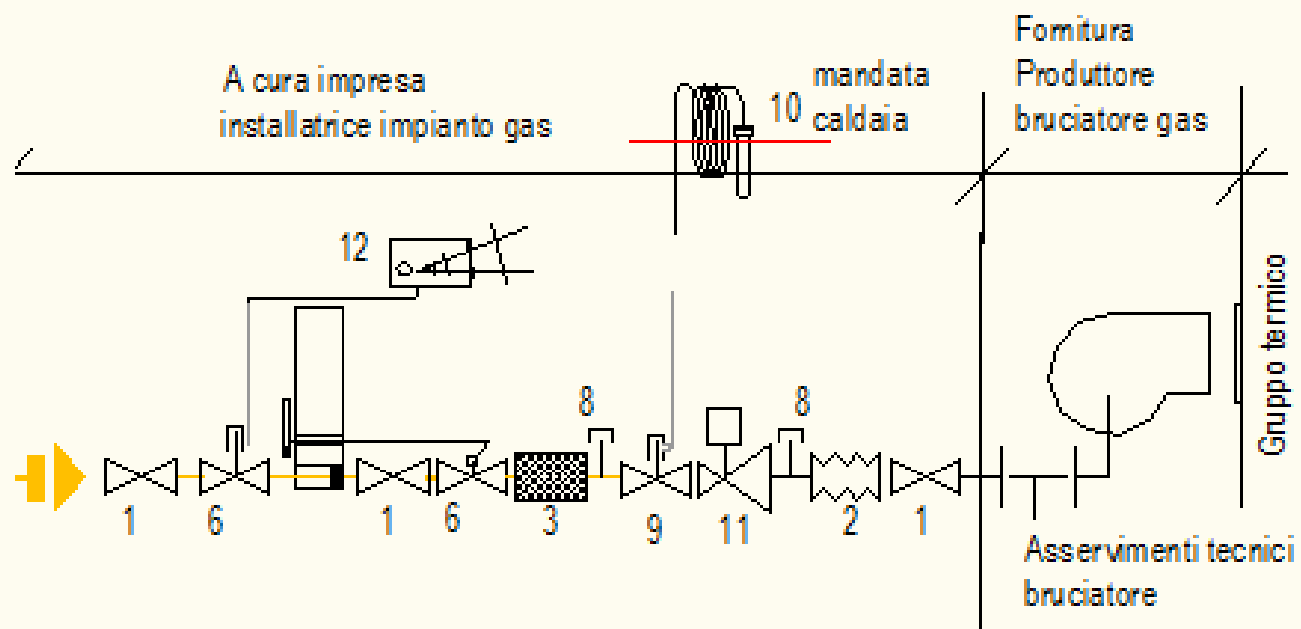 A cura impresa
installatrice impianto gas
10
mandata
caldaia
Fornitura
Produttore
bruciatore gas
12
Gruppo termico
8
8
1
6
1
6
3
9
11
2
1
Asservimenti tecnici
bruciatore